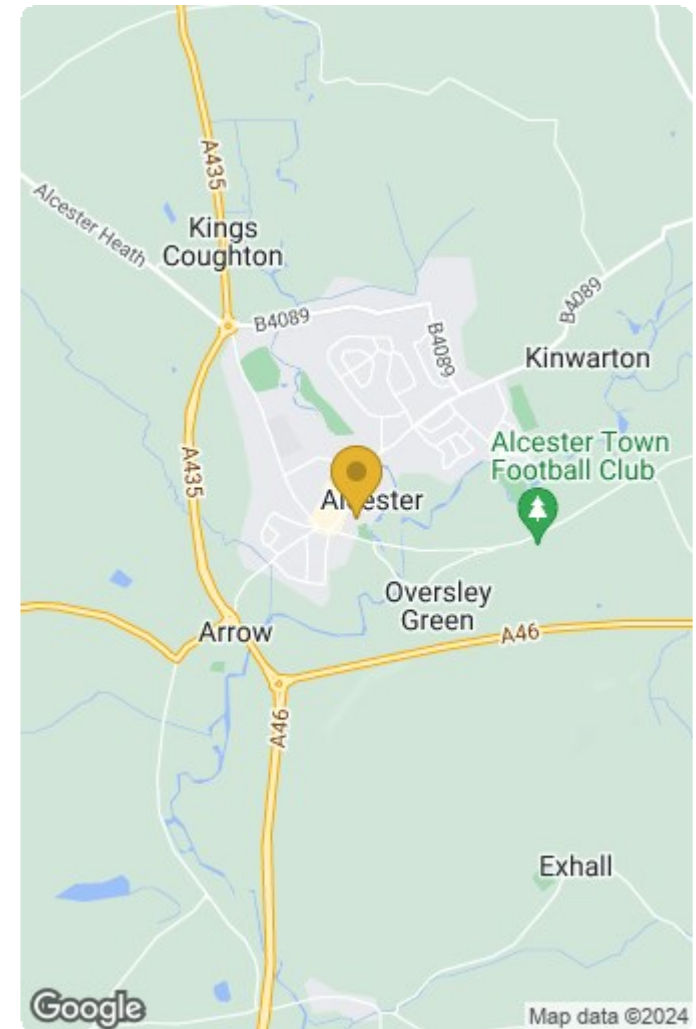 A435
Alcester Heath
Kings
Coughton
B4089
B4089
B4089
Kinwarton
A435
Alcester Town
Football Club
Alcester
Oversley
Green
Arrow
A46
A46
Exhall
Google
Map data ©2024